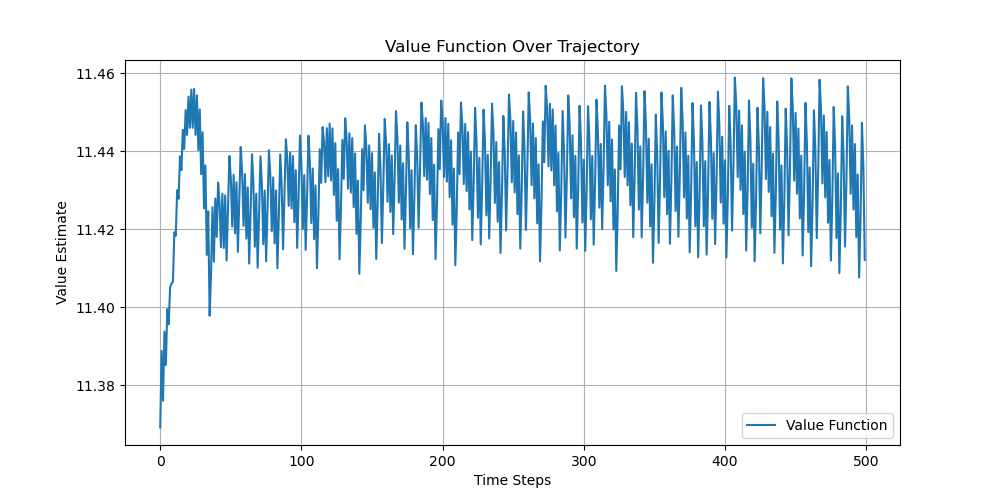 Value Function Over Trajectory
Value Estimate
11.46
11.44
11.42
11.40
11.38
0 100 200 300 400 500
Time Steps
Value Function